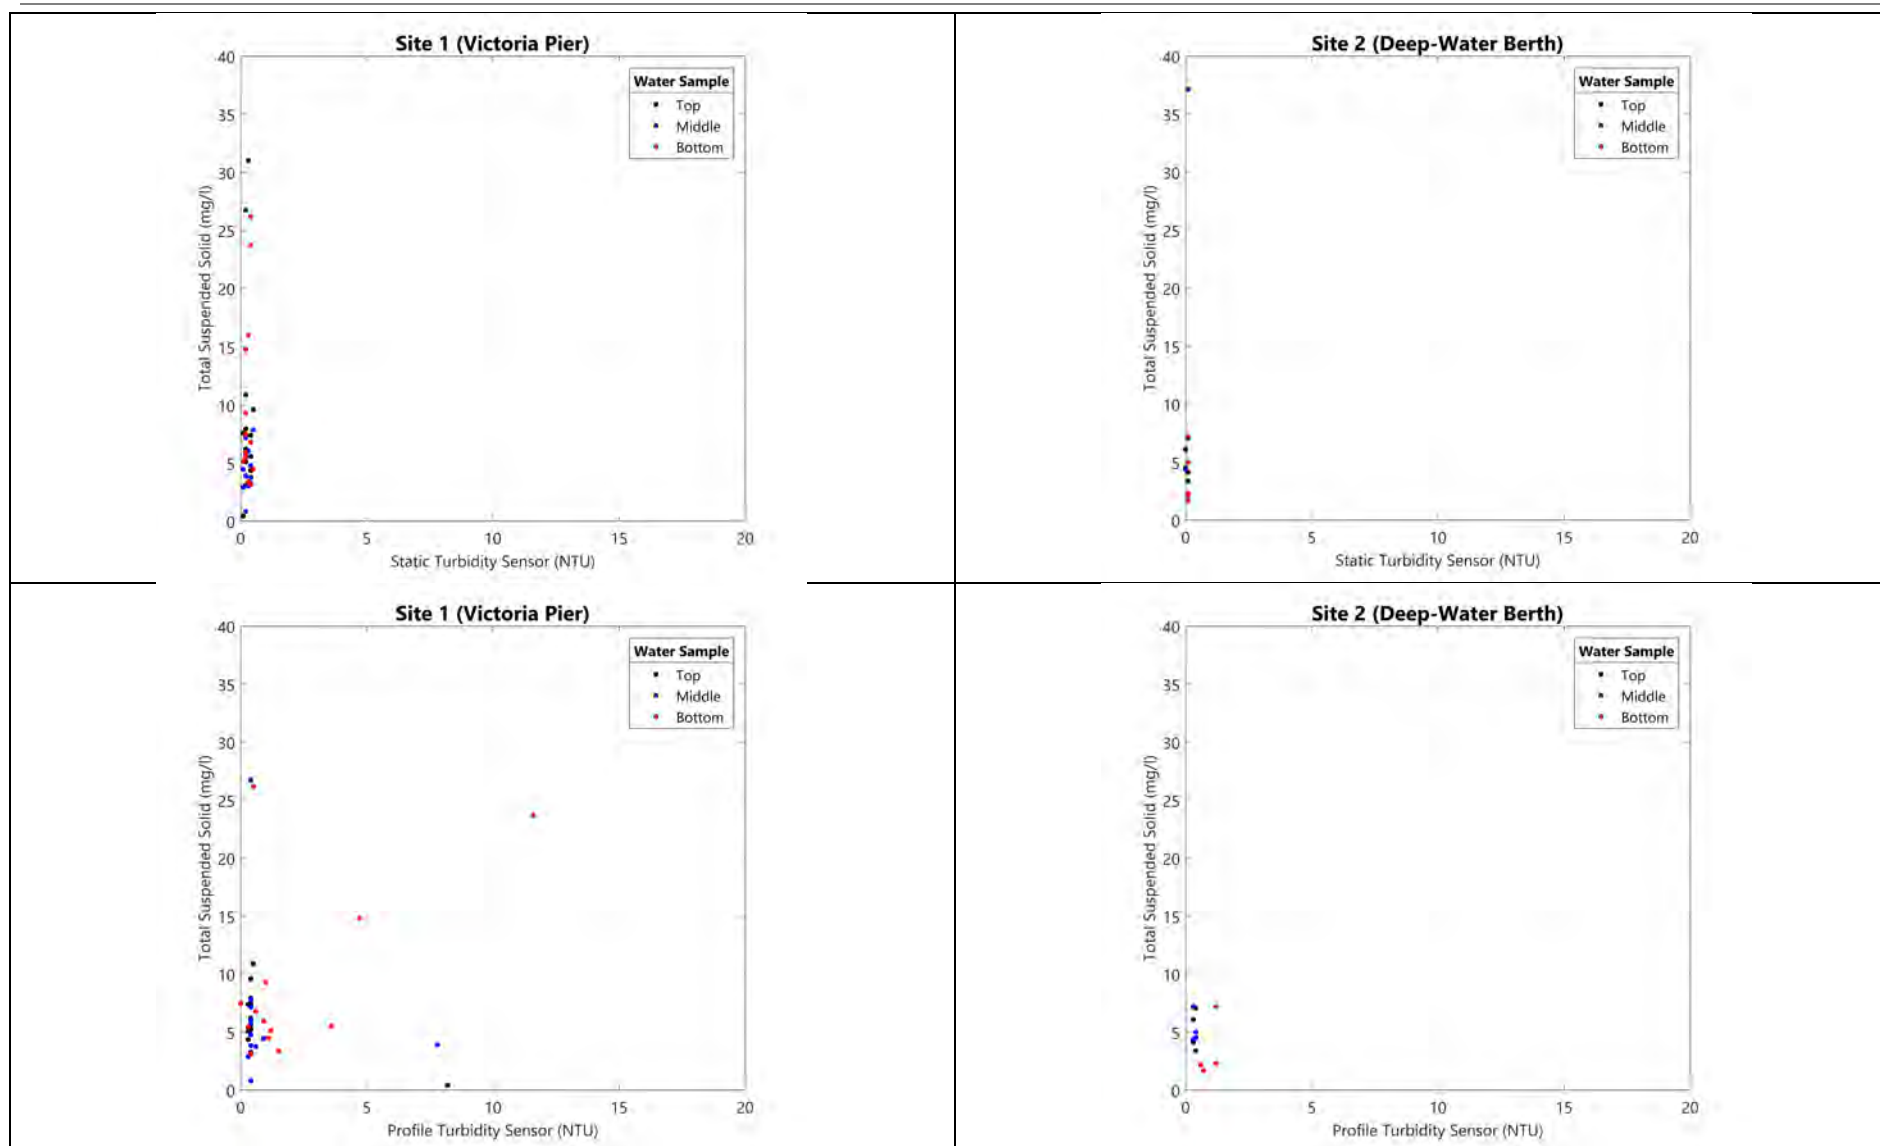 Site 1 (Victoria Pier)
40
35
30
25
20
15
10
5
0
Total Suspended Solid (mg/l)
Water Sample
Top
Middle
Bottom
0 5 10 15 20
Static Turbidity Sensor (NTU)
Site 2 (Deep-Water Berth)
40
35
30
25
20
15
10
5
0
Total Suspended Solid (mg/l)
Water Sample
Top
Middle
Bottom
0 5 10 15 20
Static Turbidity Sensor (NTU)
Site 1 (Victoria Pier)
40
35
30
25
20
15
10
5
0
Total Suspended Solid (mg/l)
Water Sample
Top
Middle
Bottom
0 5 10 15 20
Profile Turbidity Sensor (NTU)
Site 2 (Deep-Water Berth)
40
35
30
25
20
15
10
5
0
Total Suspended Solid (mg/l)
Water Sample
Top
Middle
Bottom
0 5 10 15 20
Profile Turbidity Sensor (NTU)